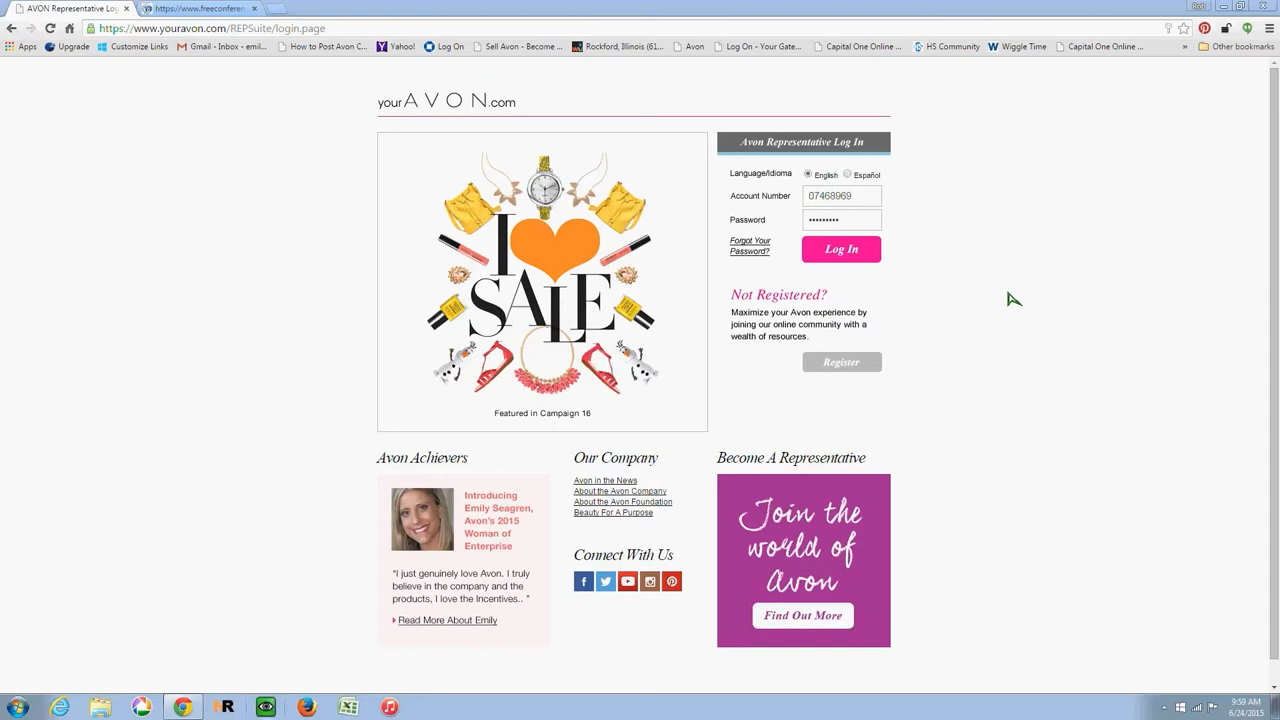 AVON Representative Log
https://www.freeconferen
Rob
https://www.youravon.com/REPSuite/login.page
Apps
Upgrade
Customize Links
Gmail - Inbox - emil...
How to Post Avon C...
Yahoo!
Log On
Sell Avon - Become ...
Rockford, Illinois (61...
Avon
Log On - Your Gate...
Capital One Online ...
HS Community
Wiggle Time
Capital One Online ...
»
Other bookmarks
yourAVON.com
I
SALE
Featured in Campaign 16
Avon Representative Log In
Language/Idioma English Español
Account Number 07468969
Password •••••••••
Forgot Your
Password?
Log In
Not Registered?
Maximize your Avon experience by
joining our online community with a
wealth of resources.
Register
Avon Achievers
Introducing
Emily Seagren,
Avon's 2015
Woman of
Enterprise
“I just genuinely love Avon. I truly
believe in the company and the
products, I love the Incentives.. ”
Read More About Emily
Our Company
Avon in the News
About the Avon Company
About the Avon Foundation
Beauty For A Purpose
Connect With Us
Become A Representative
Join the
world of
Avon
Find Out More
9:59 AM
6/24/2015